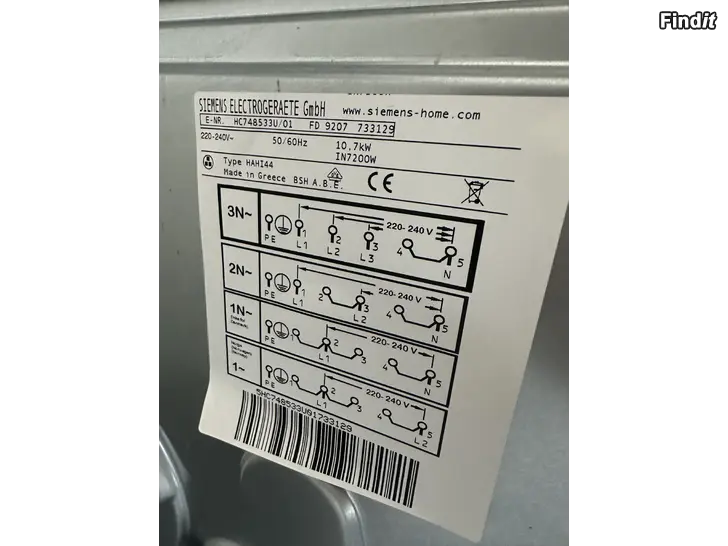 Findit
SIEMENS ELECTROGERAETE GmbH www.siemens-home.com
E-NR. HC748533U/01 FD 9207 733129
220-240V~ 50/60Hz 10,7kW
IN7200W
Type HAHI44
Made in Greece BSH A.B.E. CE
3N~
PE 1 2 3 4 5
L1 L2 L3 N
220-240 V
2N~
PE 1 2 3 4 5
L1 L2 N
220-240 V
1N~
PE 2 3 4 5
L1 N
220-240 V
1~
PE 2 3 4 5
L1 L2
220-240 V
SHC748533U01733129